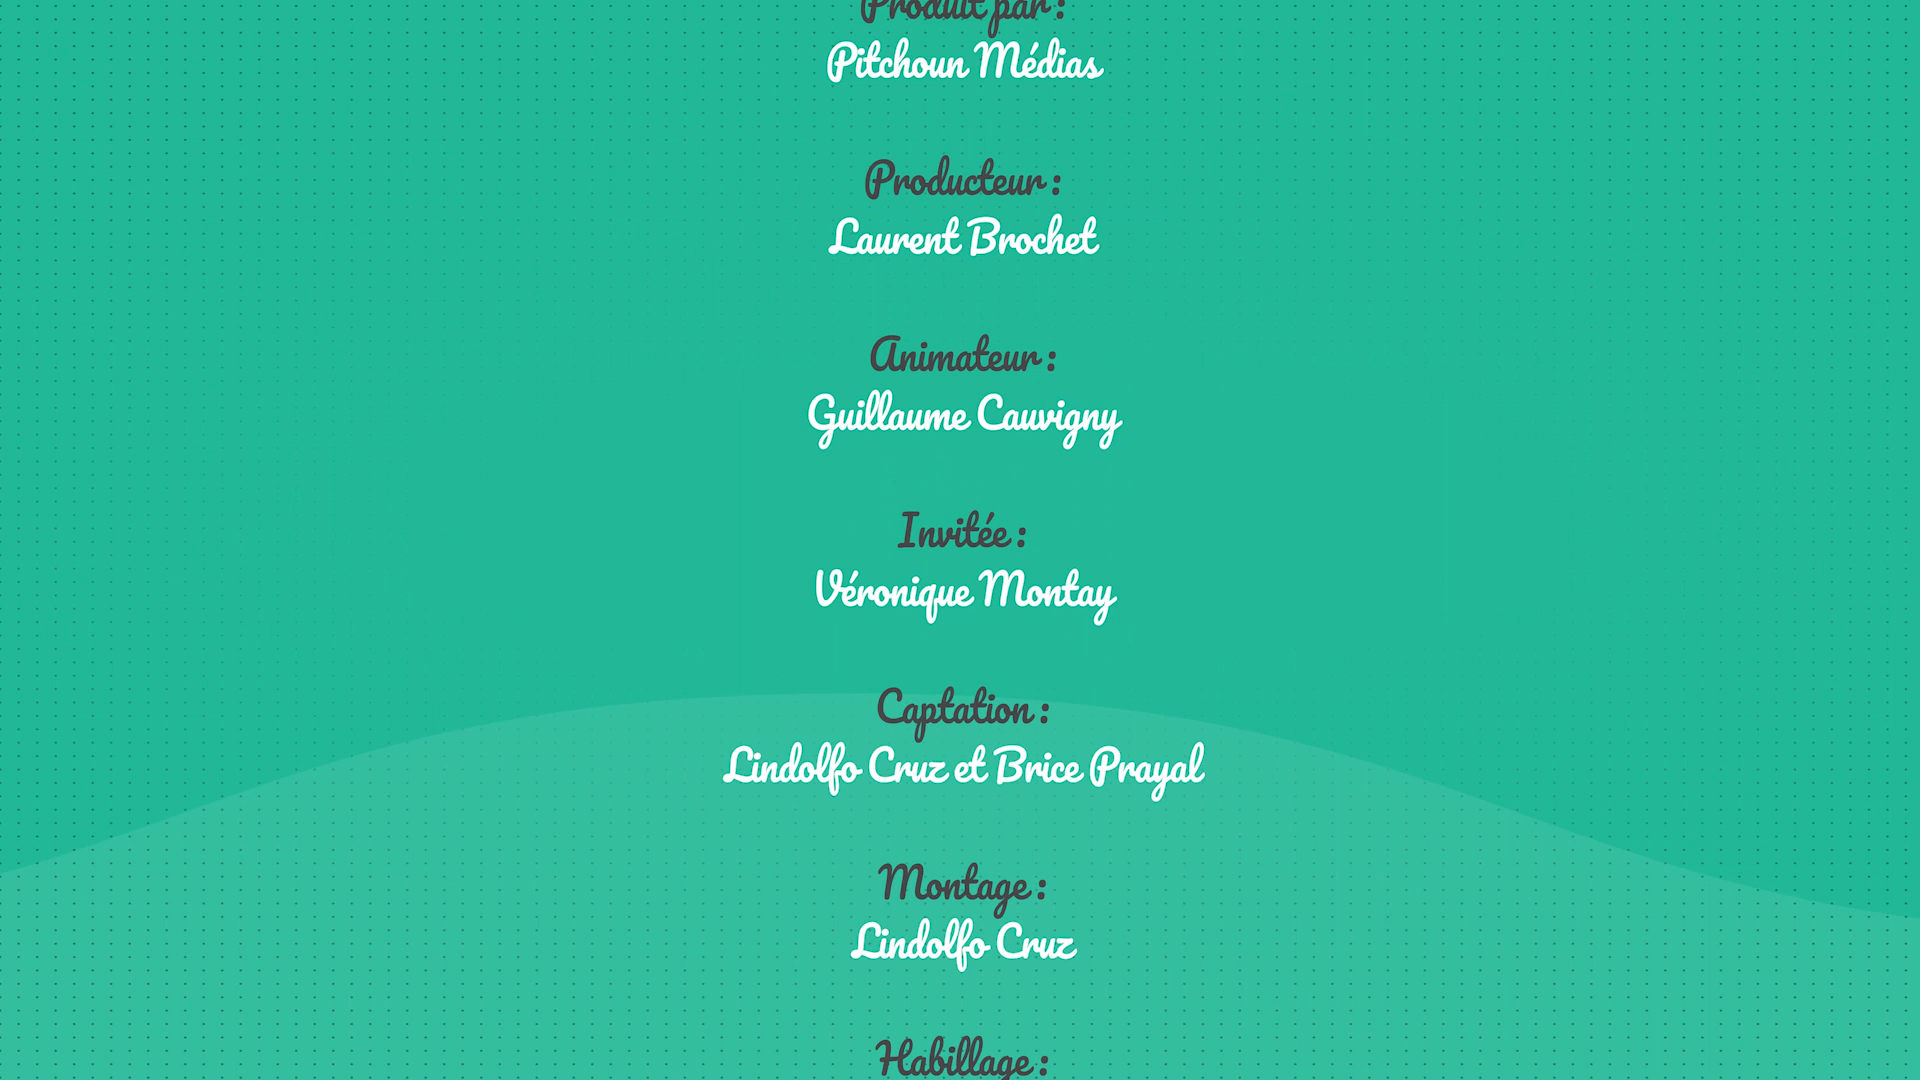 Produit par :
Pitchoun Médias
Producteur :
Laurent Brochet
Animateur :
Guillaume Cauvigny
Invitée :
Véronique Montay
Captation :
Lindolfo Cruz et Brice Prayal
Montage :
Lindolfo Cruz
Habillage :